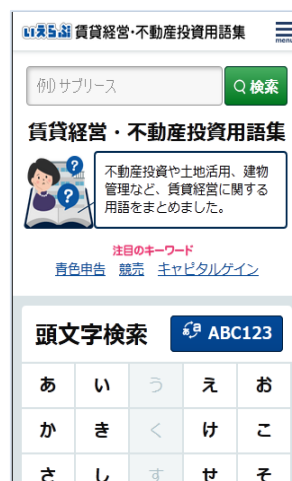 いえらぶ 賃貸経営・不動産投資用語集
menu
例) サブリース
検索
賃貸経営・不動産投資用語集
? ?
不動産投資や土地活用、建物
管理など、賃貸経営に関する
用語をまとめました。
注目のキーワード
青色申告 競売 キャピタルゲイン
頭文字検索 あ ABC123
あ い う え お
か き く け こ
さ し す せ そ